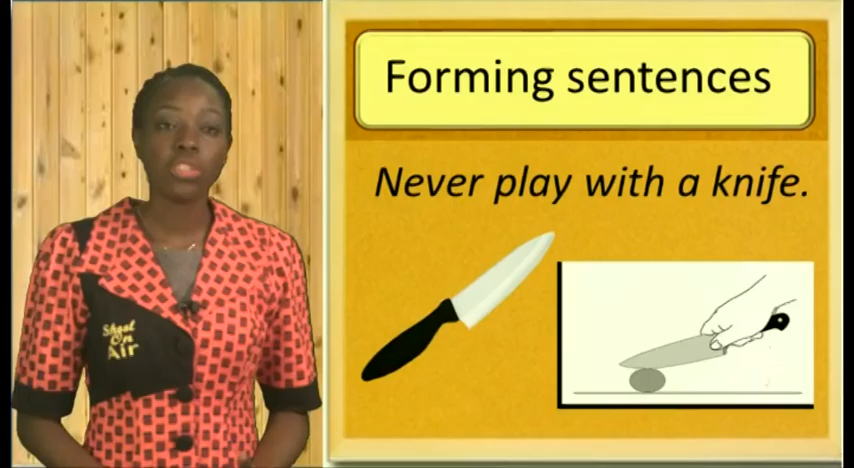 Forming sentences
Never play with a knife.
School
On
Air